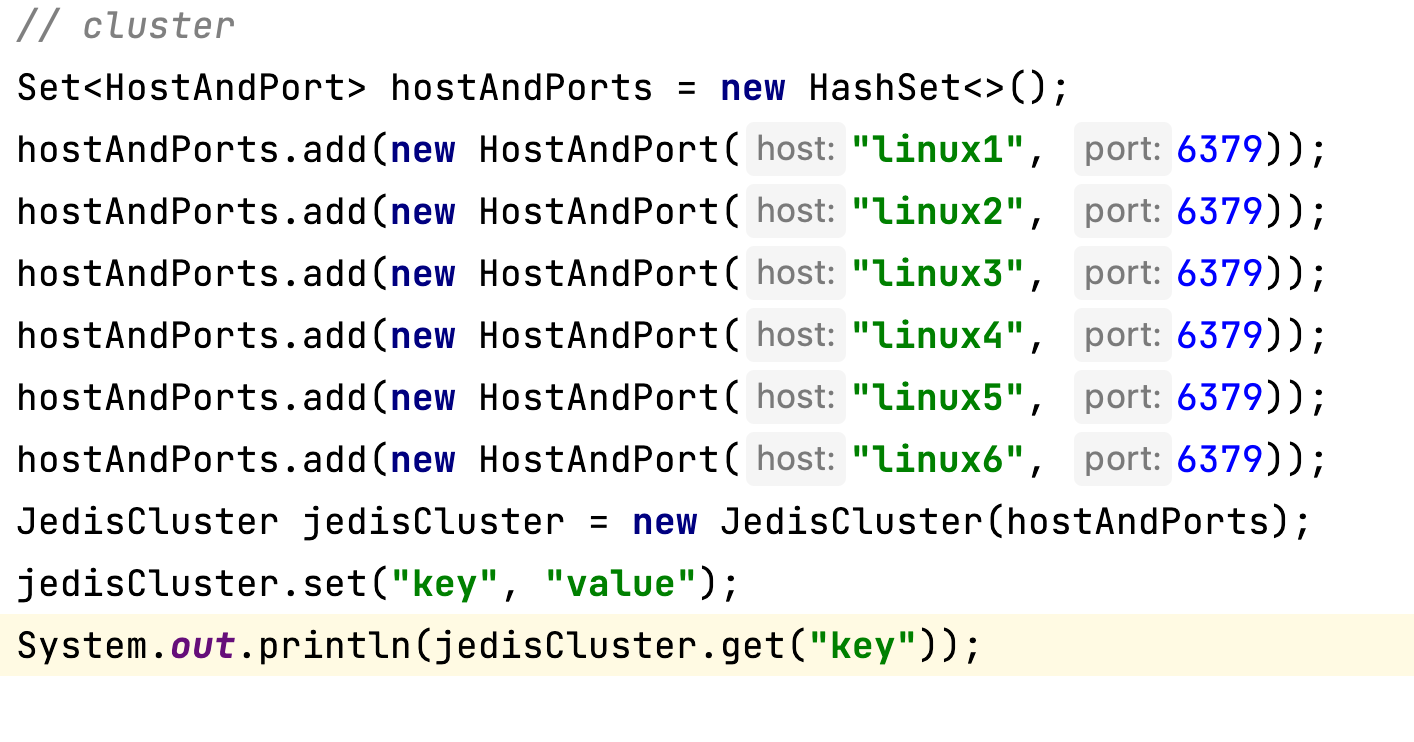 // cluster
Set<HostAndPort> hostAndPorts = new HashSet<>();
hostAndPorts.add(new HostAndPort( host: "linux1", port: 6379));
hostAndPorts.add(new HostAndPort( host: "linux2", port: 6379));
hostAndPorts.add(new HostAndPort( host: "linux3", port: 6379));
hostAndPorts.add(new HostAndPort( host: "linux4", port: 6379));
hostAndPorts.add(new HostAndPort( host: "linux5", port: 6379));
hostAndPorts.add(new HostAndPort( host: "linux6", port: 6379));
JedisCluster jedisCluster = new JedisCluster(hostAndPorts);
jedisCluster.set("key", "value");
System.out.println(jedisCluster.get("key"));